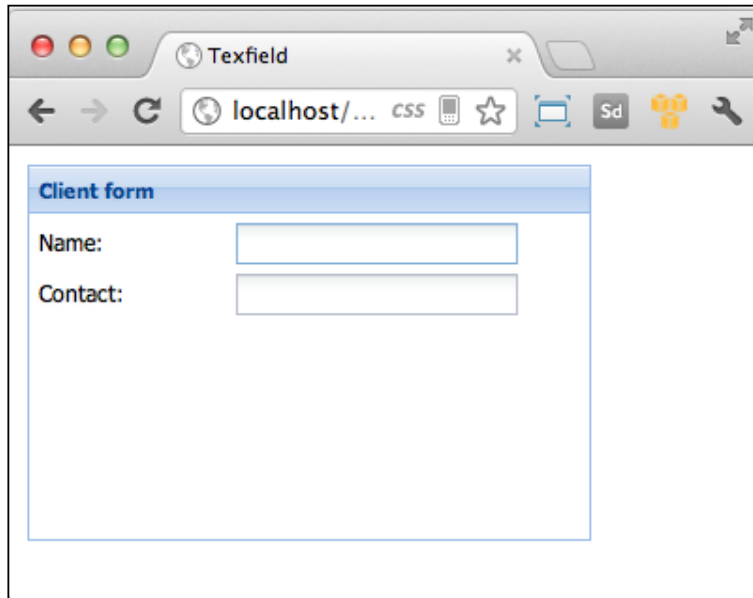 Texfield
localhost/... css
Sd
Client form
Name:
Contact: